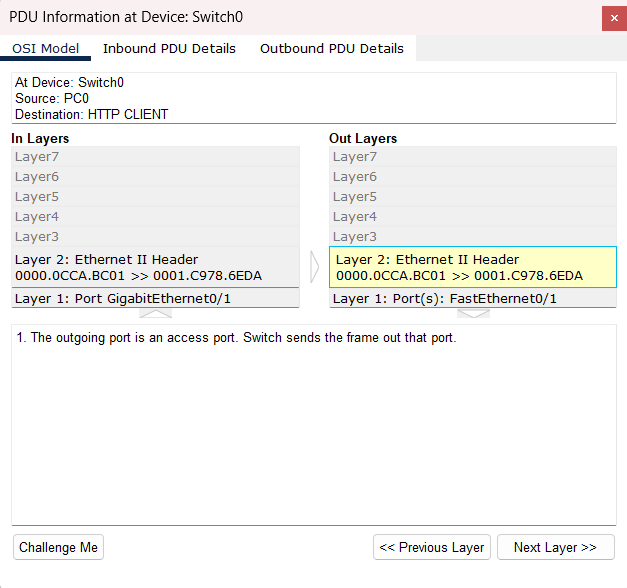 PDU Information at Device: Switch0
×
OSI Model Inbound PDU Details Outbound PDU Details
At Device: Switch0
Source: PC0
Destination: HTTP CLIENT
In Layers
Layer7
Layer6
Layer5
Layer4
Layer3
Layer 2: Ethernet II Header
0000.0CCA.BC01 >> 0001.C978.6EDA
Layer 1: Port GigabitEthernet0/1
Out Layers
Layer7
Layer6
Layer5
Layer4
Layer3
Layer 2: Ethernet II Header
0000.0CCA.BC01 >> 0001.C978.6EDA
Layer 1: Port(s): FastEthernet0/1
1. The outgoing port is an access port. Switch sends the frame out that port.
Challenge Me
<< Previous Layer
Next Layer >>